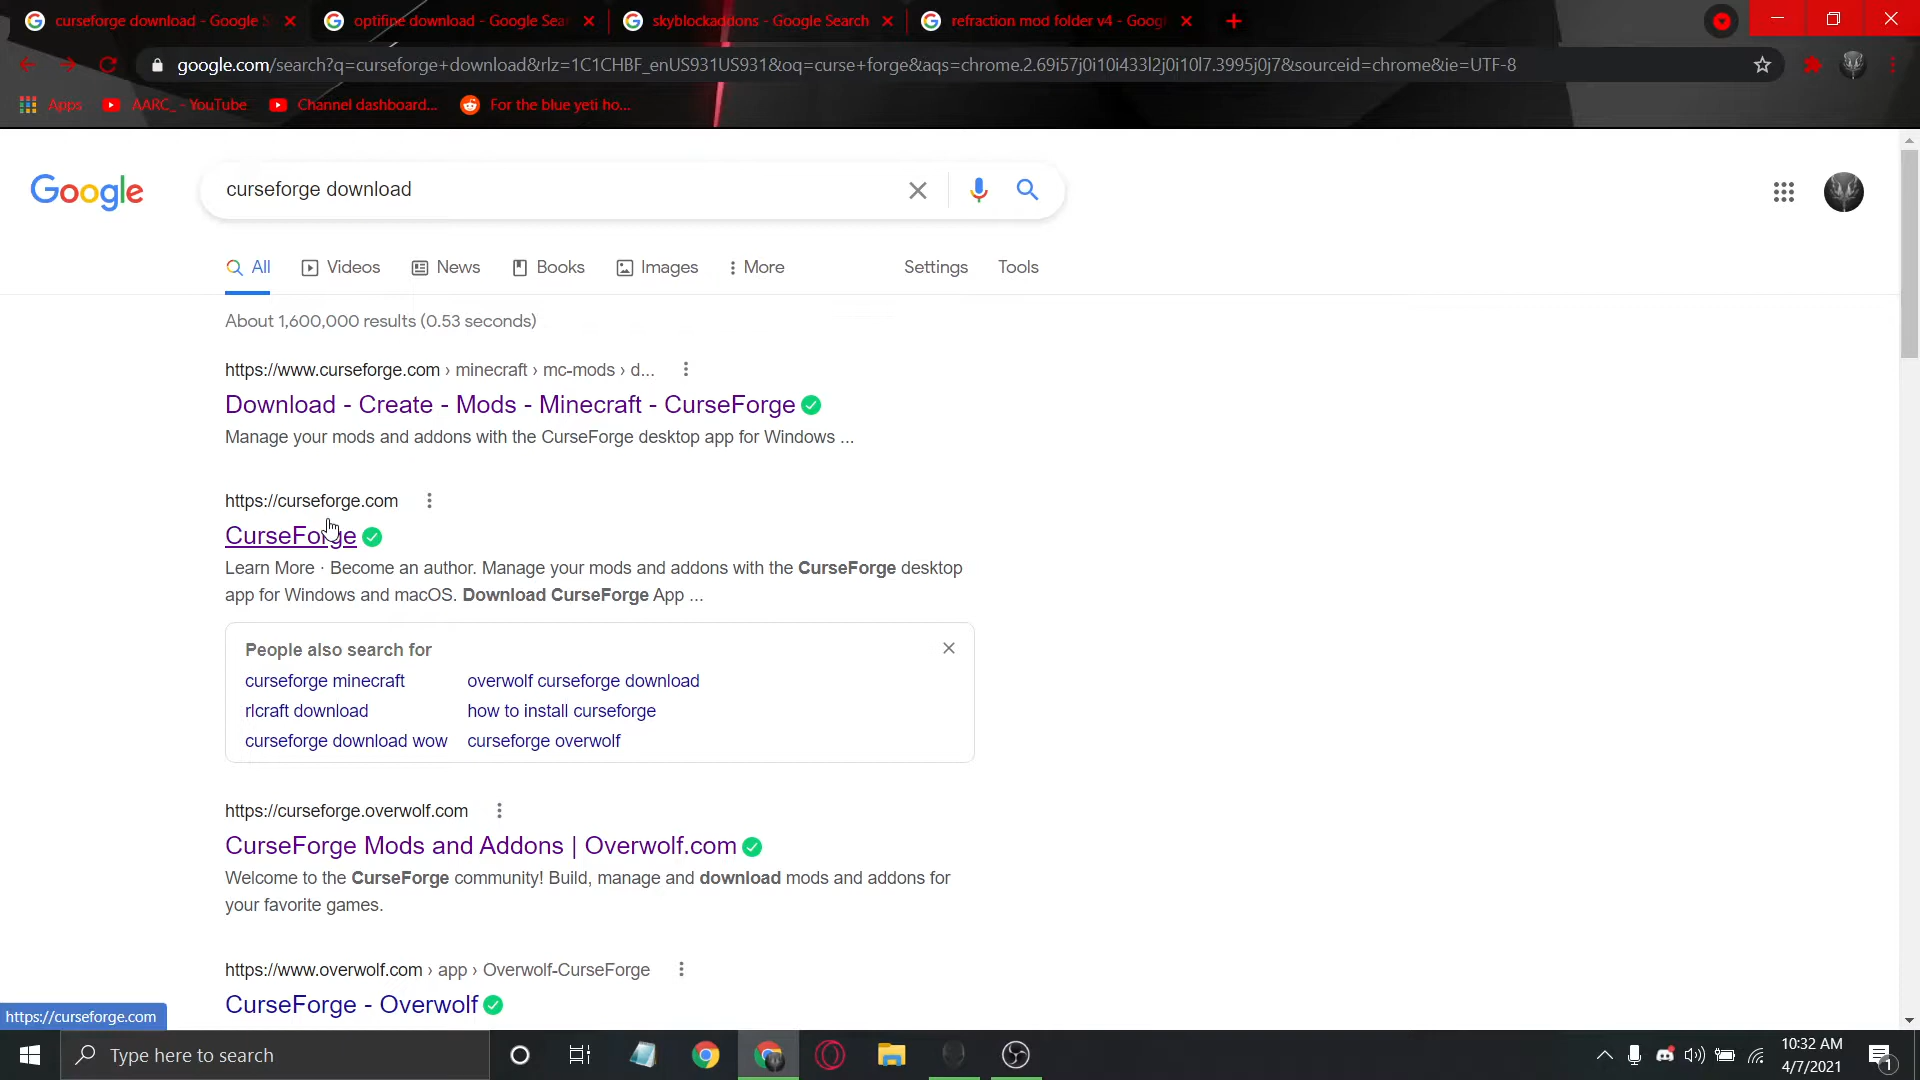 curseforge download - Google S
optifine download - Google Sear
skyblockaddons - Google Search
refraction mod folder v4 - Googl
google.com/search?q=curseforge+download&rlz=1C1CHBF_enUS931US931&oq=curse+forge&aqs=chrome.2.69i57j0i10i433l2j0i10l7.3995j0j7&sourceid=chrome&ie=UTF-8
Apps
AARC_ - YouTube
Channel dashboard...
For the blue yeti ho...
Google
curseforge download
All
Videos
News
Books
Images
More
Settings
Tools
About 1,600,000 results (0.53 seconds)
https://www.curseforge.com › minecraft › mc-mods › d...
Download - Create - Mods - Minecraft - CurseForge
Manage your mods and addons with the CurseForge desktop app for Windows ...
https://curseforge.com
CurseForge
Learn More · Become an author. Manage your mods and addons with the CurseForge desktop
app for Windows and macOS. Download CurseForge App ...
People also search for
curseforge minecraft
overwolf curseforge download
rlcraft download
how to install curseforge
curseforge download wow
curseforge overwolf
https://curseforge.overwolf.com
CurseForge Mods and Addons | Overwolf.com
Welcome to the CurseForge community! Build, manage and download mods and addons for
your favorite games.
https://www.overwolf.com › app › Overwolf-CurseForge
CurseForge - Overwolf
https://curseforge.com
Type here to search
10:32 AM
4/7/2021
1